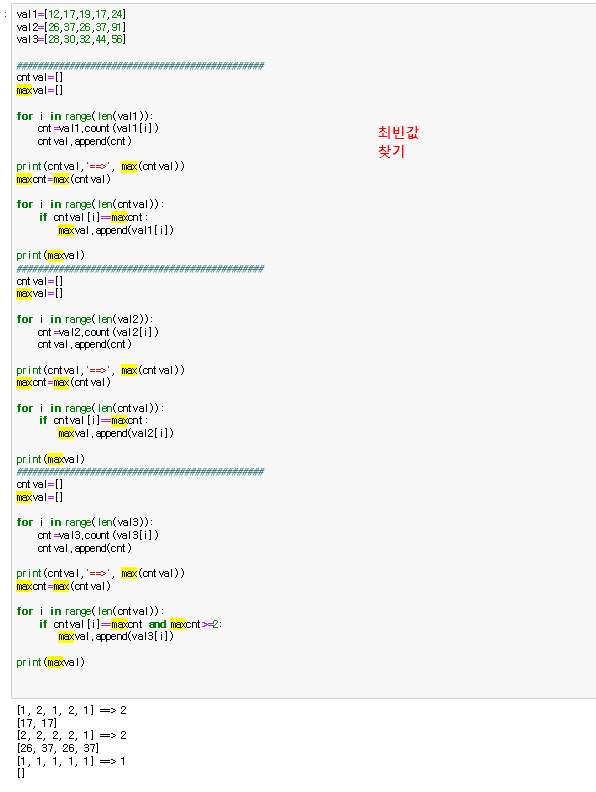 :
val1=[12,17,19,17,24]
val2=[26,37,26,37,91]
val3=[28,30,32,44,56]
###############################################
cntval=[]
maxval=[]
for i in range(len(val1)):
    cnt=val1.count(val1[i])
    cntval.append(cnt)
최빈값
찾기
print(cntval,'==>', max(cntval))
maxcnt=max(cntval)
for i in range(len(cntval)):
    if cntval[i]==maxcnt:
        maxval.append(val1[i])
print(maxval)
###############################################
cntval=[]
maxval=[]
for i in range(len(val2)):
    cnt=val2.count(val2[i])
    cntval.append(cnt)
print(cntval,'==>', max(cntval))
maxcnt=max(cntval)
for i in range(len(cntval)):
    if cntval[i]==maxcnt:
        maxval.append(val2[i])
print(maxval)
###############################################
cntval=[]
maxval=[]
for i in range(len(val3)):
    cnt=val3.count(val3[i])
    cntval.append(cnt)
print(cntval,'==>', max(cntval))
maxcnt=max(cntval)
for i in range(len(cntval)):
    if cntval[i]==maxcnt and maxcnt>=2:
        maxval.append(val3[i])
print(maxval)
[1, 2, 1, 2, 1] ==> 2
[17, 17]
[2, 2, 2, 2, 1] ==> 2
[26, 37, 26, 37]
[1, 1, 1, 1, 1] ==> 1
[]